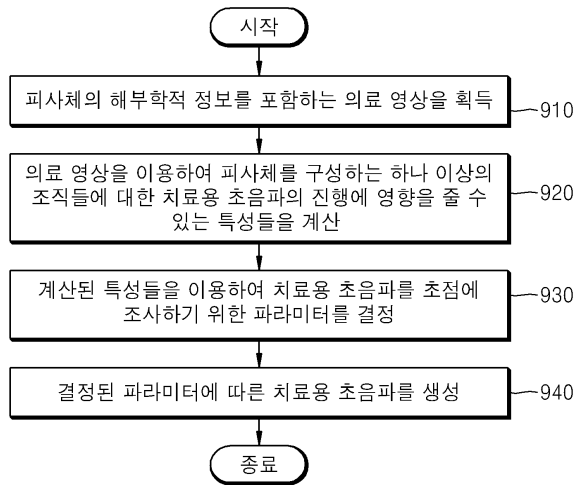 시작
피사체의 해부학적 정보를 포함하는 의료 영상을 획득
910
의료 영상을 이용하여 피사체를 구성하는 하나 이상의
조직들에 대한 치료용 초음파의 진행에 영향을 줄 수
있는 특성들을 계산
920
계산된 특성들을 이용하여 치료용 초음파를 초점에
조사하기 위한 파라미터를 결정
930
결정된 파라미터에 따른 치료용 초음파를 생성
940
종료